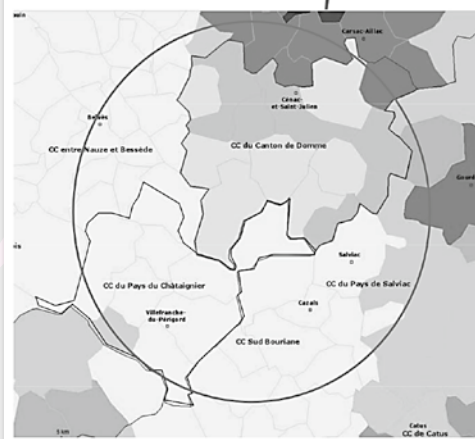 Carsac-Aillac
Cénac-
et-Saint-Julien
Belvès
CC entre Nauze et Bessède
CC du Canton de Domme
Salviac
CC du Pays du Châtaignier
CC du Pays de Salviac
Villefranche-
du-Périgord
Cazals
CC Sud Bouriane
5 km
Catus
CC de Catus